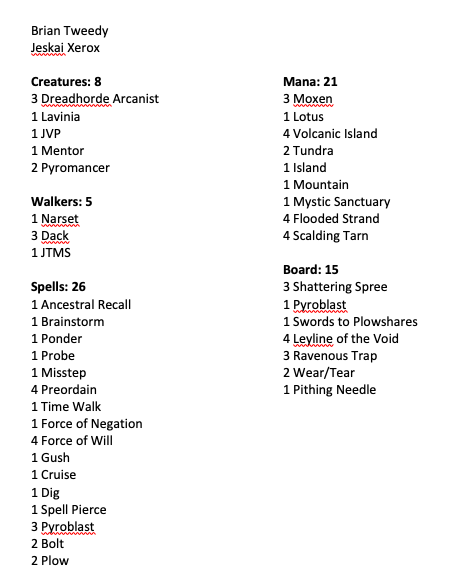 Brian Tweedy
Jeskai Xerox
Creatures: 8
3 Dreadhorde Arcanist
1 Lavinia
1 JVP
1 Mentor
2 Pyromancer
Walkers: 5
1 Narset
3 Dack
1 JTMS
Spells: 26
1 Ancestral Recall
1 Brainstorm
1 Ponder
1 Probe
1 Misstep
4 Preordain
1 Time Walk
1 Force of Negation
4 Force of Will
1 Gush
1 Cruise
1 Dig
1 Spell Pierce
3 Pyroblast
2 Bolt
2 Plow
Mana: 21
3 Moxen
1 Lotus
4 Volcanic Island
2 Tundra
1 Island
1 Mountain
1 Mystic Sanctuary
4 Flooded Strand
4 Scalding Tarn
Board: 15
3 Shattering Spree
1 Pyroblast
1 Swords to Plowshares
4 Leyline of the Void
3 Ravenous Trap
2 Wear/Tear
1 Pithing Needle